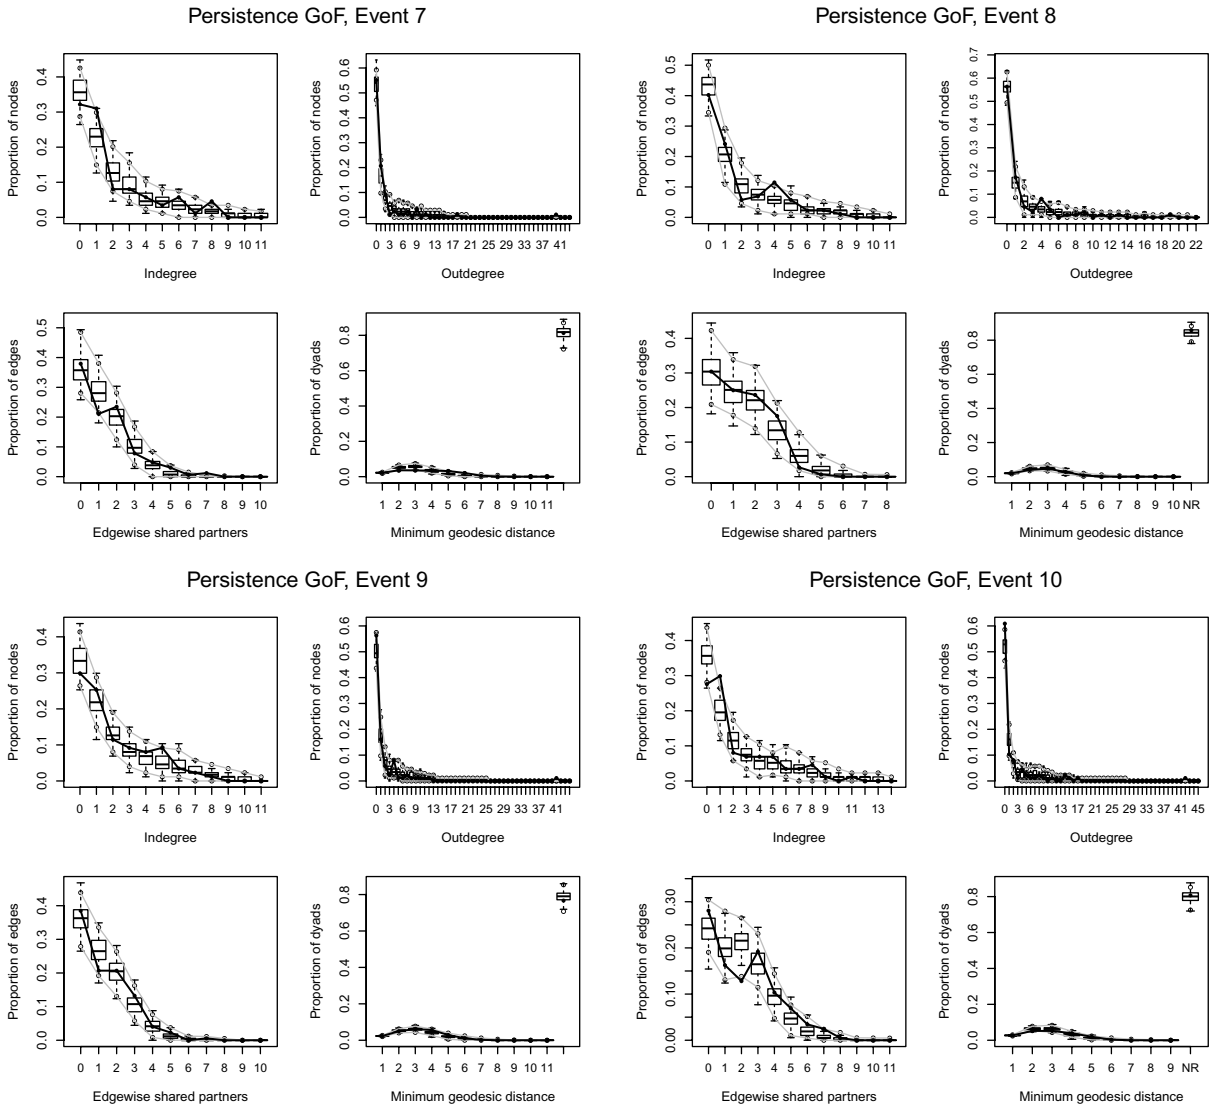 Persistence GoF, Event 7
Proportion of nodes
0.0 0.1 0.2 0.3 0.4
0 1 2 3 4 5 6 7 8 9 10 11
Indegree
Proportion of nodes
0.0 0.1 0.2 0.3 0.4 0.5 0.6
0 3 6 9 13 17 21 25 29 33 37 41
Outdegree
Proportion of edges
0.0 0.1 0.2 0.3 0.4 0.5
0 1 2 3 4 5 6 7 8 9 10
Edgewise shared partners
Proportion of dyads
0.0 0.2 0.4 0.6 0.8
1 2 3 4 5 6 7 8 9 11
Minimum geodesic distance
Persistence GoF, Event 8
Proportion of nodes
0.0 0.1 0.2 0.3 0.4 0.5
0 1 2 3 4 5 6 7 8 9 10 11
Indegree
Proportion of nodes
0.0 0.1 0.2 0.3 0.4 0.5 0.6 0.7
0 2 4 6 8 10 12 14 16 18 20 22
Outdegree
Proportion of edges
0.0 0.1 0.2 0.3 0.4
0 1 2 3 4 5 6 7 8
Edgewise shared partners
Proportion of dyads
0.0 0.2 0.4 0.6 0.8
1 2 3 4 5 6 7 8 9 10 NR
Minimum geodesic distance
Persistence GoF, Event 9
Proportion of nodes
0.0 0.1 0.2 0.3 0.4
0 1 2 3 4 5 6 7 8 9 10 11
Indegree
Proportion of nodes
0.0 0.1 0.2 0.3 0.4 0.5 0.6
0 3 6 9 13 17 21 25 29 33 37 41
Outdegree
Proportion of edges
0.0 0.1 0.2 0.3 0.4
0 1 2 3 4 5 6 7 8 9 10
Edgewise shared partners
Proportion of dyads
0.0 0.2 0.4 0.6 0.8
1 2 3 4 5 6 7 8 9 11
Minimum geodesic distance
Persistence GoF, Event 10
Proportion of nodes
0.0 0.1 0.2 0.3 0.4
0 1 2 3 4 5 6 7 8 9 11 13
Indegree
Proportion of nodes
0.0 0.1 0.2 0.3 0.4 0.5 0.6
0 3 6 9 13 17 21 25 29 33 37 41 45
Outdegree
Proportion of edges
0.00 0.10 0.20 0.30
0 1 2 3 4 5 6 7 8 9 11
Edgewise shared partners
Proportion of dyads
0.0 0.2 0.4 0.6 0.8
1 2 3 4 5 6 7 8 9 NR
Minimum geodesic distance